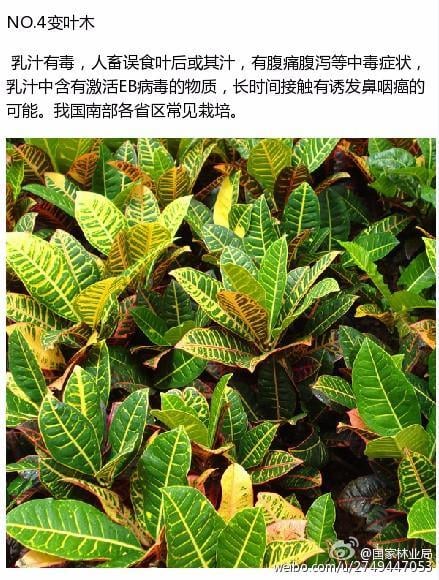 NO.4变叶木
乳汁有毒，人畜误食叶后或其汁，有腹痛腹泻等中毒症状，
乳汁中含有激活EB病毒的物质，长时间接触有诱发鼻咽癌的
可能。我国南部各省区常见栽培。
@国家林业局
weibo.com/u/2749447053